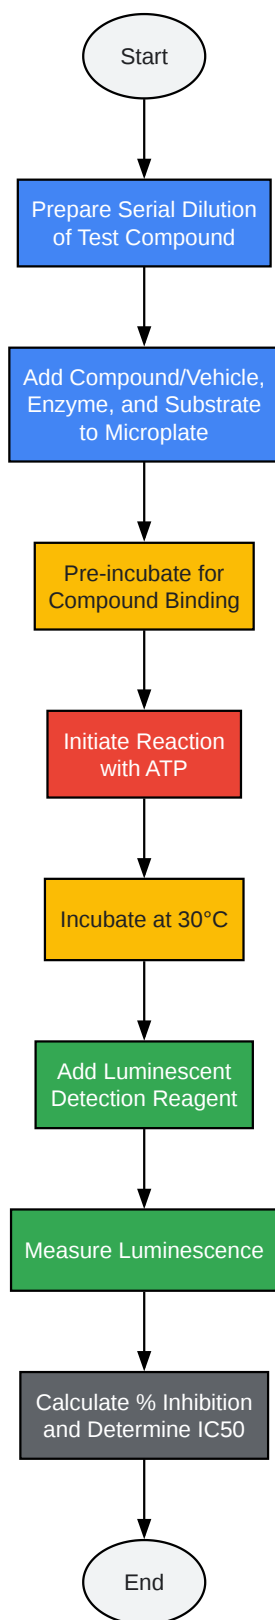 Start
Prepare Serial Dilution
of Test Compound
Add Compound/Vehicle,
Enzyme, and Substrate
to Microplate
Pre-incubate for
Compound Binding
Initiate Reaction
with ATP
Incubate at 30°C
Add Luminescent
Detection Reagent
Measure Luminescence
Calculate % Inhibition
and Determine IC50
End